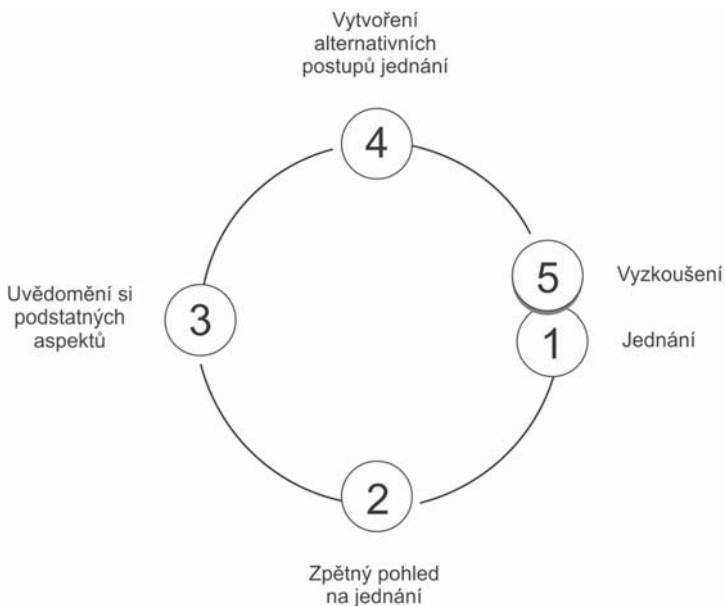 Vytvoření
alternativních
postupů jednání
4
5
Vyzkoušení
Uvědomění si
podstatných
aspektů
3
1
Jednání
2
Zpětný pohled
na jednání